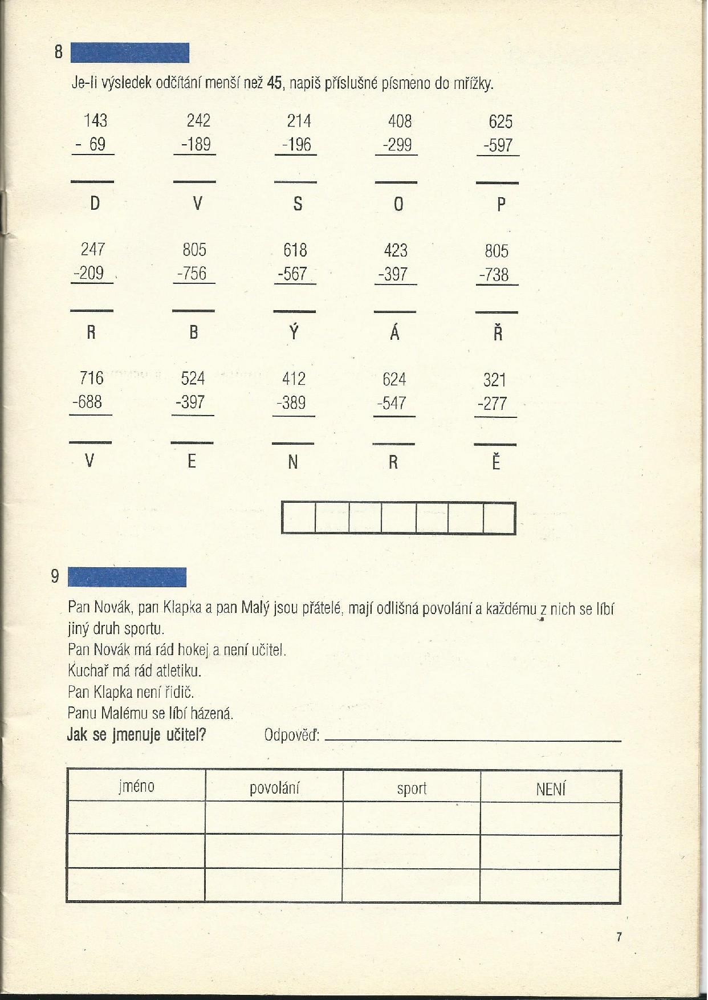 8
Je-li výsledek odčítání menší než 45, napiš příslušné písmeno do mřížky.
143 242 214 408 625
- 69 -189 -196 -299 -597
D V S O P
247 805 618 423 805
-209 -756 -567 -397 -738
R B Ý Á Ř
716 524 412 624 321
-688 -397 -389 -547 -277
V E N R Ě
9
Pan Novák, pan Klapka a pan Malý jsou přátelé, mají odlišná povolání a každému z nich se líbí
jiný druh sportu.
Pan Novák má rád hokej a není učitel.
Kuchař má rád atletiku.
Pan Klapka není řidič.
Panu Malému se líbí házená.
Jak se jmenuje učitel? Odpověď:
jméno povolání sport NENÍ
7